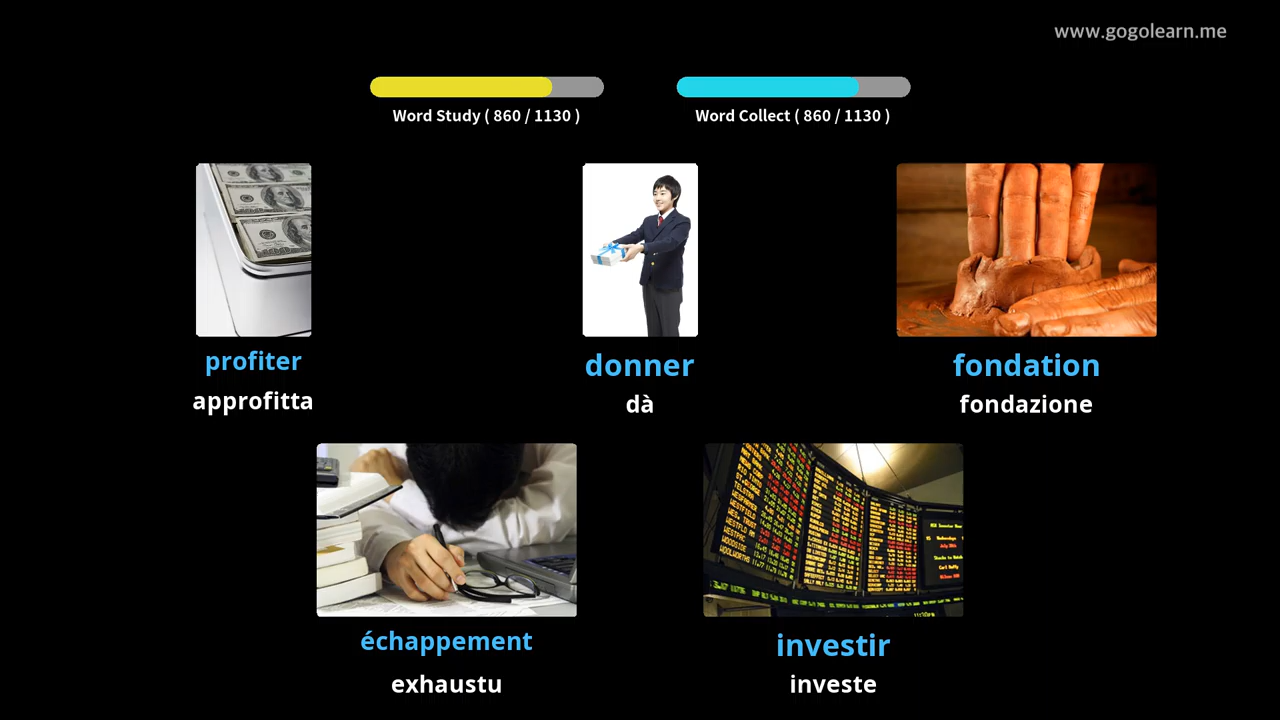 www.gogolearn.me
Word Study ( 860 / 1130 )
Word Collect ( 860 / 1130 )
profiter
approfitta
donner
dà
fondation
fondazione
échappement
exhaustu
investir
investe